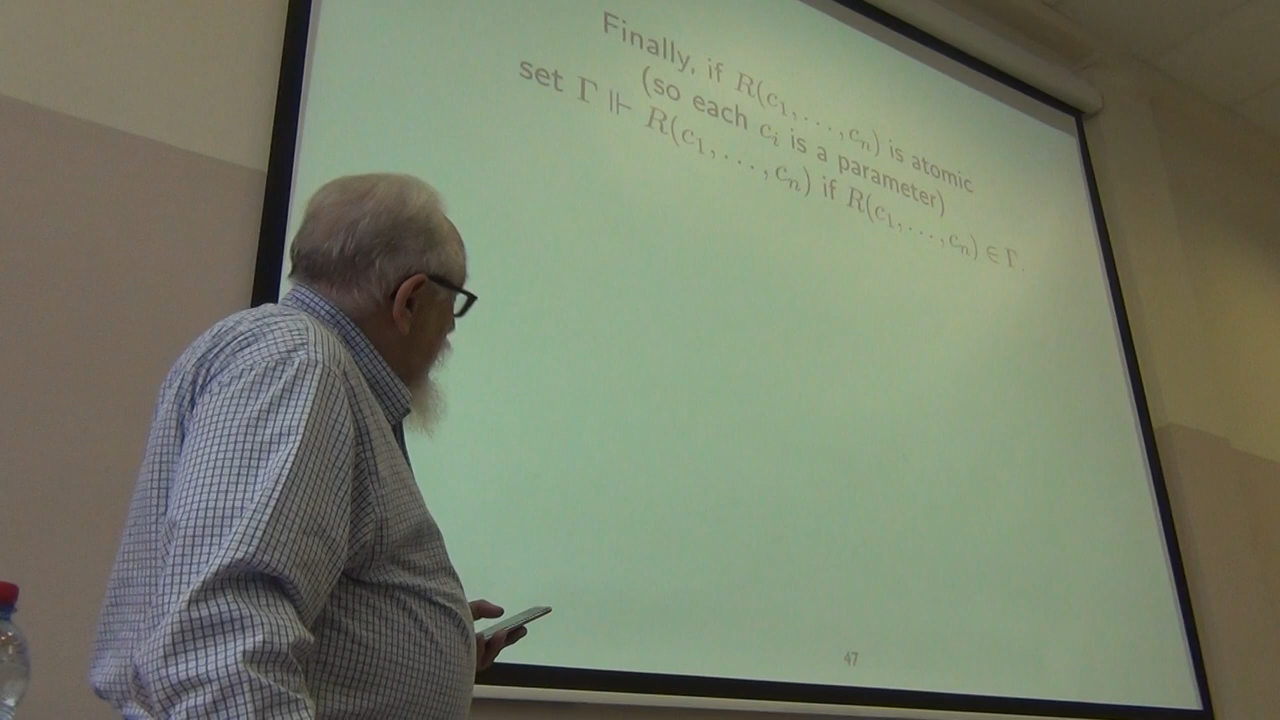 Finally, if R(c₁, . . . , cₙ) is atomic
(so each cᵢ is a parameter)
set Γ ⊩ R(c₁, . . . , cₙ) if R(c₁, . . . , cₙ) ∈ Γ.
47